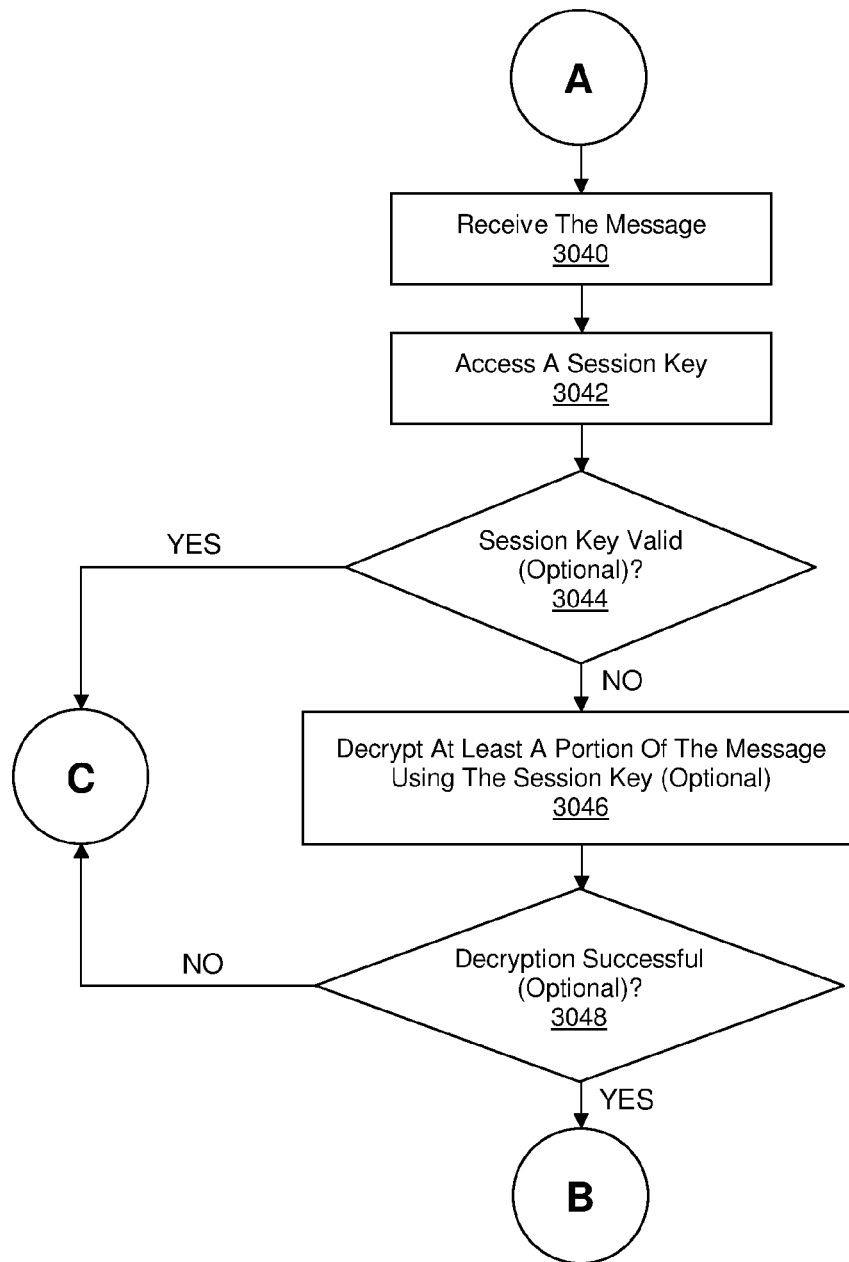 A
Receive The Message
3040
Access A Session Key
3042
Session Key Valid
(Optional)?
3044
YES
NO
Decrypt At Least A Portion Of The Message
Using The Session Key (Optional)
3046
C
Decryption Successful
(Optional)?
3048
NO
YES
B